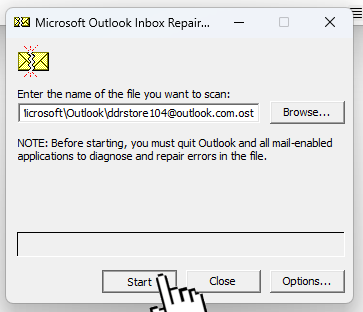 Microsoft Outlook Inbox Repair...
Enter the name of the file you want to scan:
licrosoft\Outlook\ddrstore104@outlook.com.ost
Browse...
NOTE: Before starting, you must quit Outlook and all mail-enabled
applications to diagnose and repair errors in the file.
Start
Close
Options...